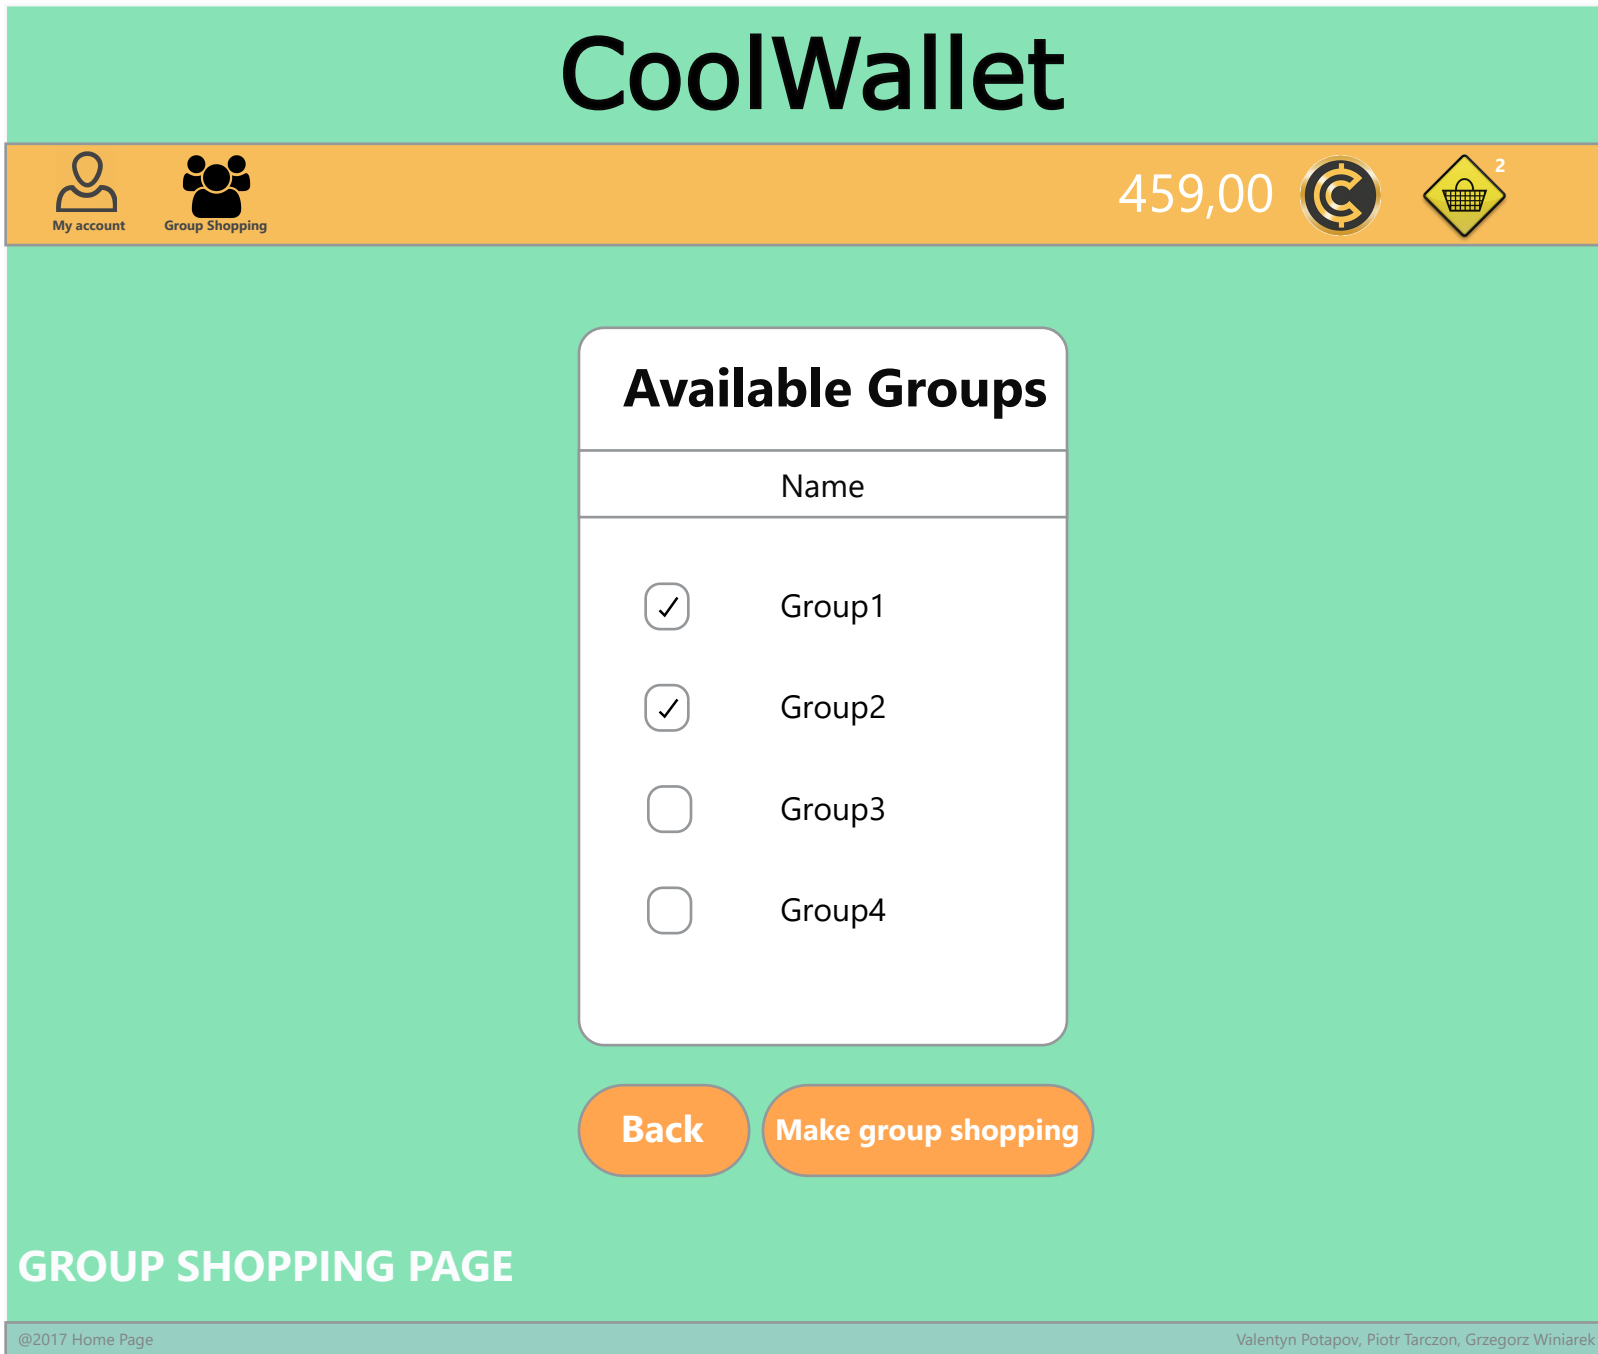 CoolWallet
My account
Group Shopping
459,00
2
Available Groups
Name
Group1
Group2
Group3
Group4
Back
Make group shopping
GROUP SHOPPING PAGE
@2017 Home Page
Valentyn Potapov, Piotr Tarczon, Grzegorz Winiarek